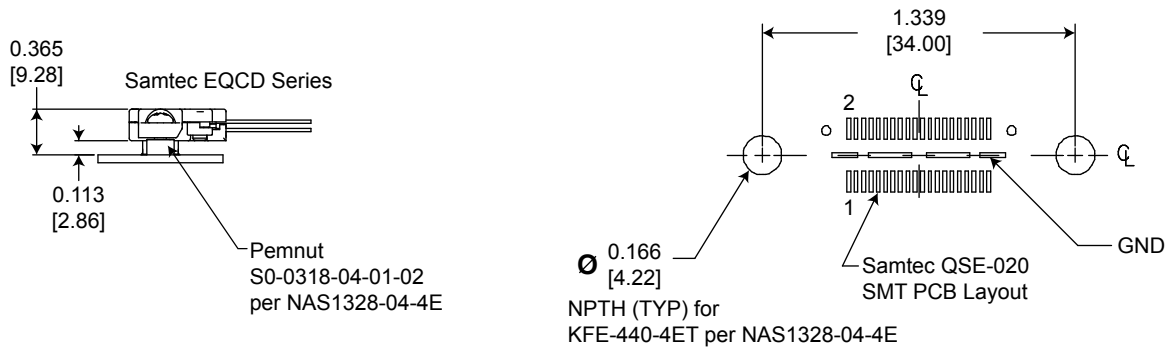 0.365
[9.28]
Samtec EQCD Series
0.113
[2.86]
Pemnut
S0-0318-04-01-02
per NAS1328-04-4E
1.339
[34.00]
℄
2
℄
1
GND
Ø 0.166
[4.22]
Samtec QSE-020
SMT PCB Layout
NPTH (TYP) for
KFE-440-4ET per NAS1328-04-4E